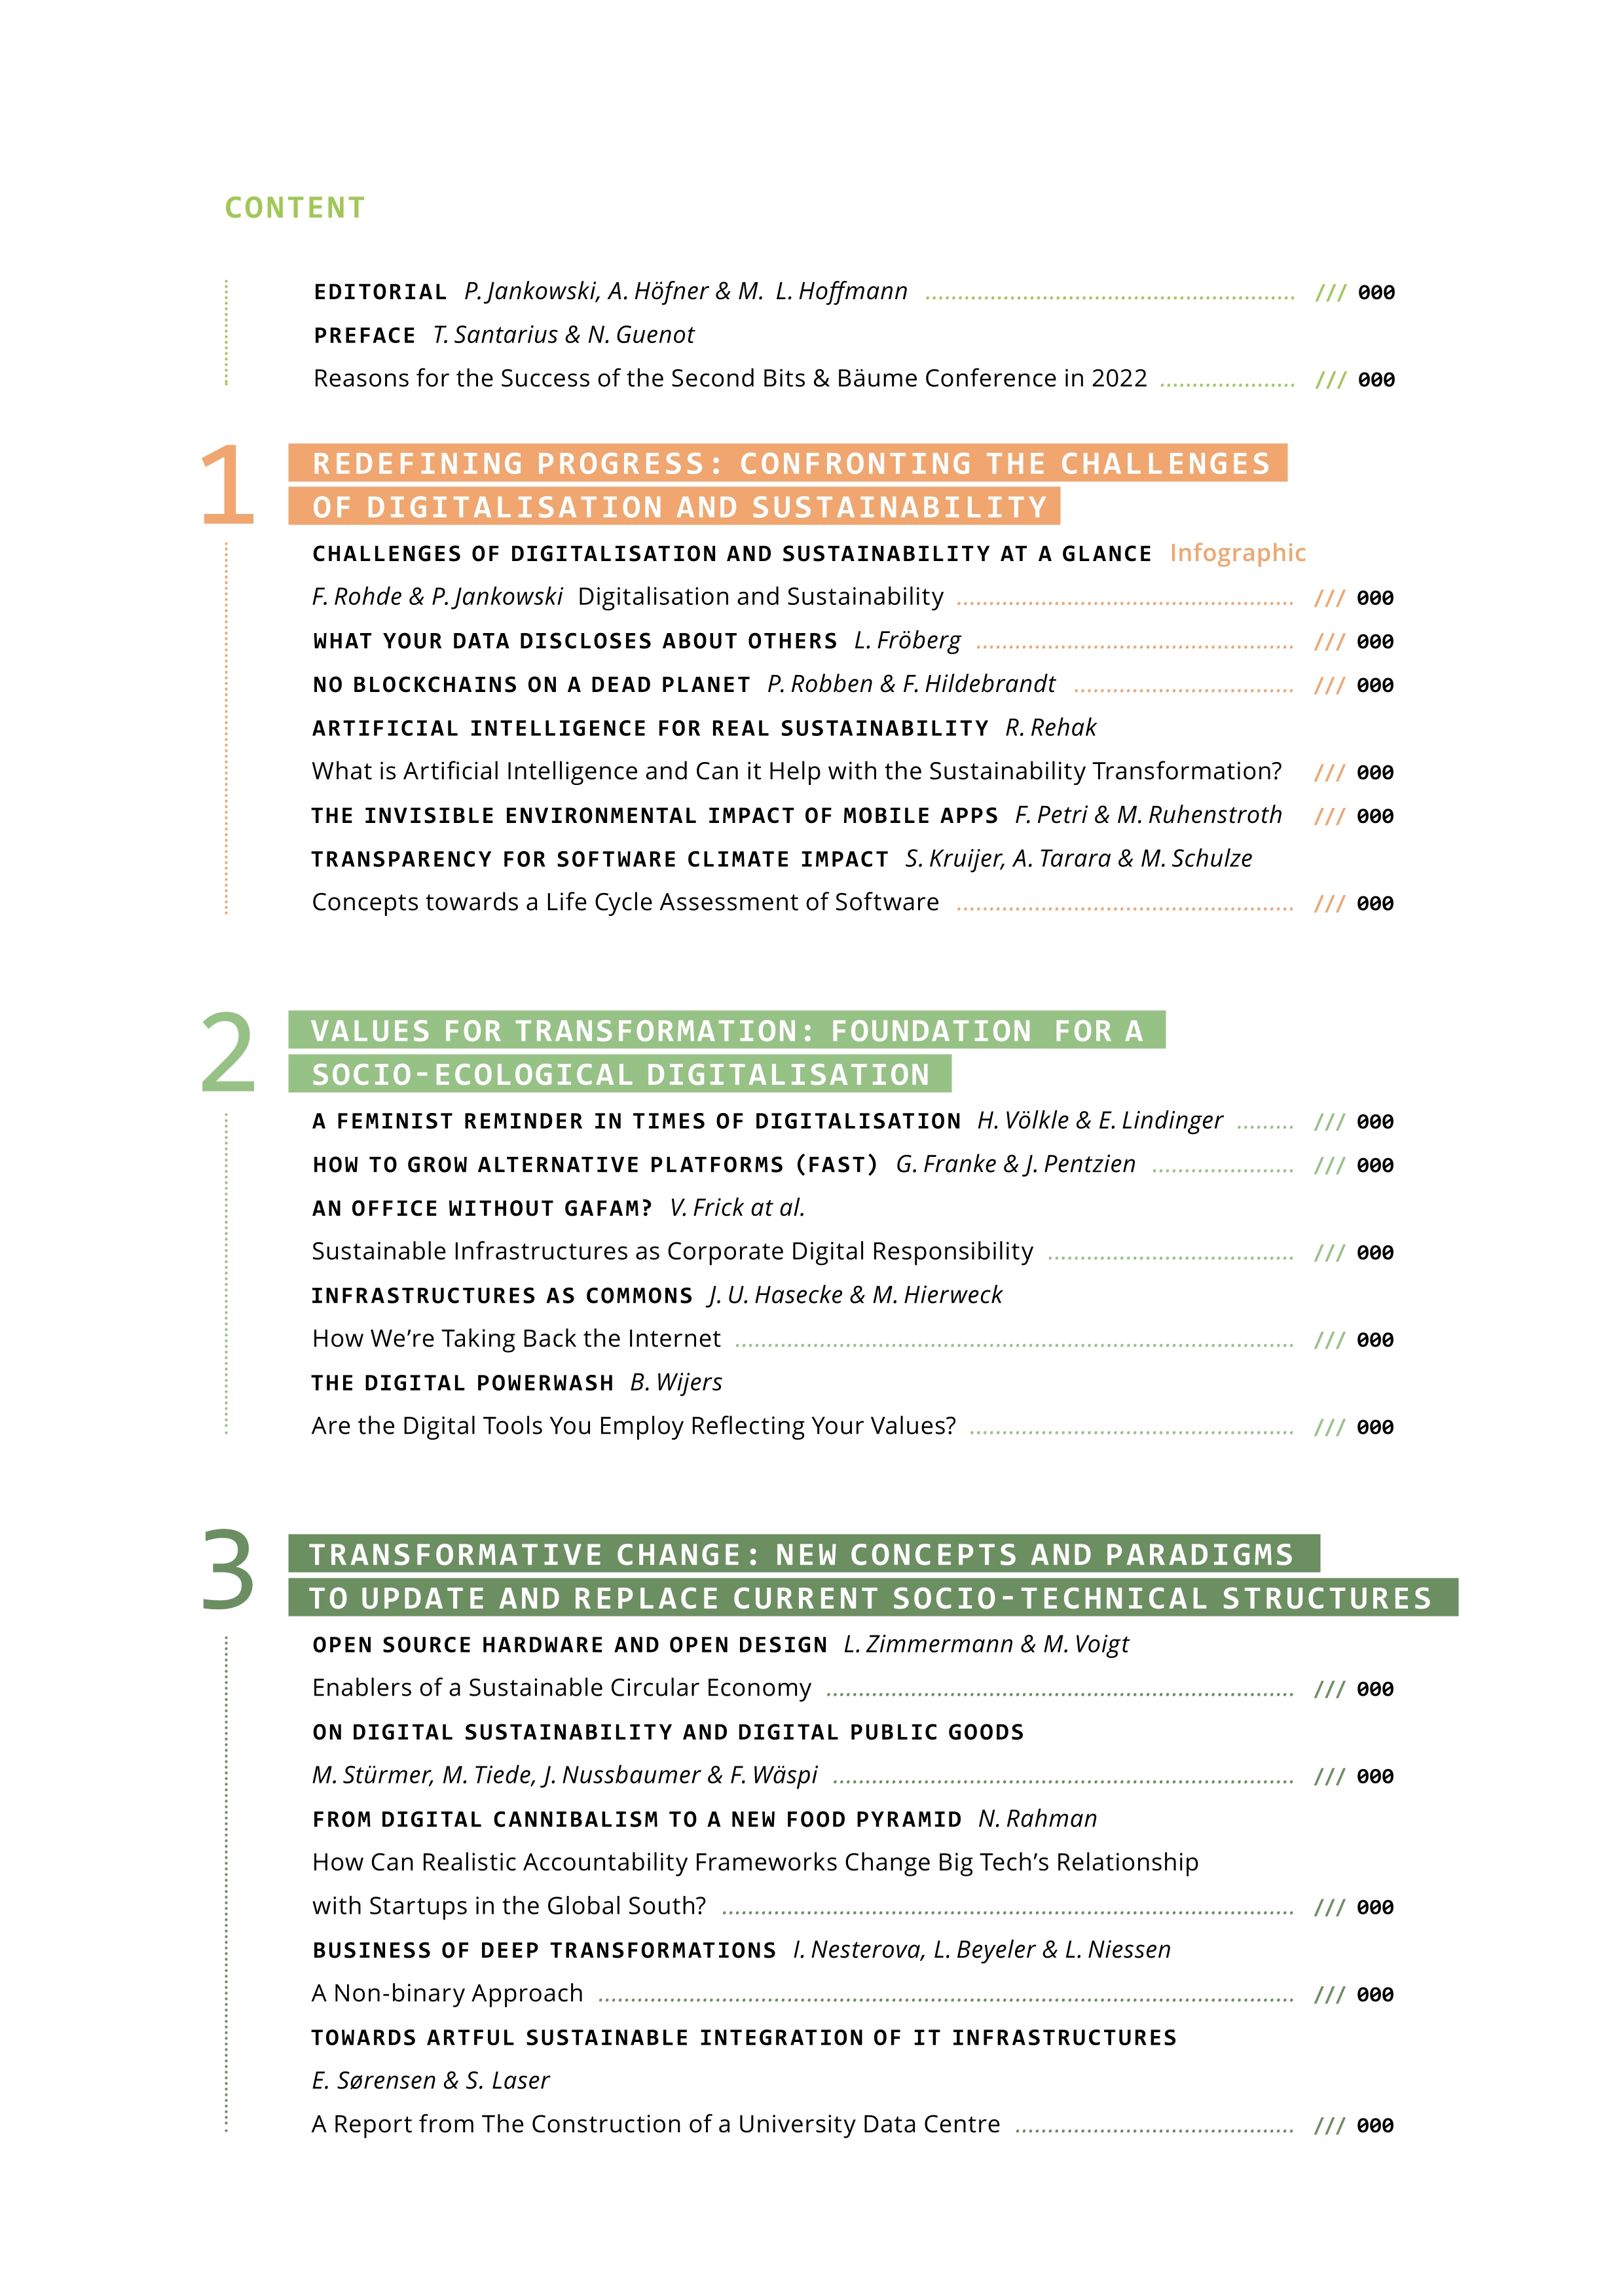 CONTENT
EDITORIAL P. Jankowski, A. Höfner & M. L. Hoffmann /// 000
PREFACE T. Santarius & N. Guenot
Reasons for the Success of the Second Bits & Bäume Conference in 2022 /// 000
1 REDEFINING PROGRESS: CONFRONTING THE CHALLENGES
OF DIGITALISATION AND SUSTAINABILITY
CHALLENGES OF DIGITALISATION AND SUSTAINABILITY AT A GLANCE Infographic
F. Rohde & P. Jankowski Digitalisation and Sustainability /// 000
WHAT YOUR DATA DISCLOSES ABOUT OTHERS L. Fröberg /// 000
NO BLOCKCHAINS ON A DEAD PLANET P. Robben & F. Hildebrandt /// 000
ARTIFICIAL INTELLIGENCE FOR REAL SUSTAINABILITY R. Rehak
What is Artificial Intelligence and Can it Help with the Sustainability Transformation? /// 000
THE INVISIBLE ENVIRONMENTAL IMPACT OF MOBILE APPS F. Petri & M. Ruhenstroth /// 000
TRANSPARENCY FOR SOFTWARE CLIMATE IMPACT S. Kruijer, A. Tarara & M. Schulze
Concepts towards a Life Cycle Assessment of Software /// 000
2 VALUES FOR TRANSFORMATION: FOUNDATION FOR A
SOCIO-ECOLOGICAL DIGITALISATION
A FEMINIST REMINDER IN TIMES OF DIGITALISATION H. Völkle & E. Lindinger /// 000
HOW TO GROW ALTERNATIVE PLATFORMS (FAST) G. Franke & J. Pentzien /// 000
AN OFFICE WITHOUT GAFAM? V. Frick at al.
Sustainable Infrastructures as Corporate Digital Responsibility /// 000
INFRASTRUCTURES AS COMMONS J. U. Hasecke & M. Hierweck
How We’re Taking Back the Internet /// 000
THE DIGITAL POWERWASH B. Wijers
Are the Digital Tools You Employ Reflecting Your Values? /// 000
3 TRANSFORMATIVE CHANGE: NEW CONCEPTS AND PARADIGMS
TO UPDATE AND REPLACE CURRENT SOCIO-TECHNICAL STRUCTURES
OPEN SOURCE HARDWARE AND OPEN DESIGN L. Zimmermann & M. Voigt
Enablers of a Sustainable Circular Economy /// 000
ON DIGITAL SUSTAINABILITY AND DIGITAL PUBLIC GOODS
M. Stürmer, M. Tiede, J. Nussbaumer & F. Wäspi /// 000
FROM DIGITAL CANNIBALISM TO A NEW FOOD PYRAMID N. Rahman
How Can Realistic Accountability Frameworks Change Big Tech’s Relationship
with Startups in the Global South? /// 000
BUSINESS OF DEEP TRANSFORMATIONS I. Nesterova, L. Beyeler & L. Niessen
A Non-binary Approach /// 000
TOWARDS ARTFUL SUSTAINABLE INTEGRATION OF IT INFRASTRUCTURES
E. Sørensen & S. Laser
A Report from The Construction of a University Data Centre /// 000